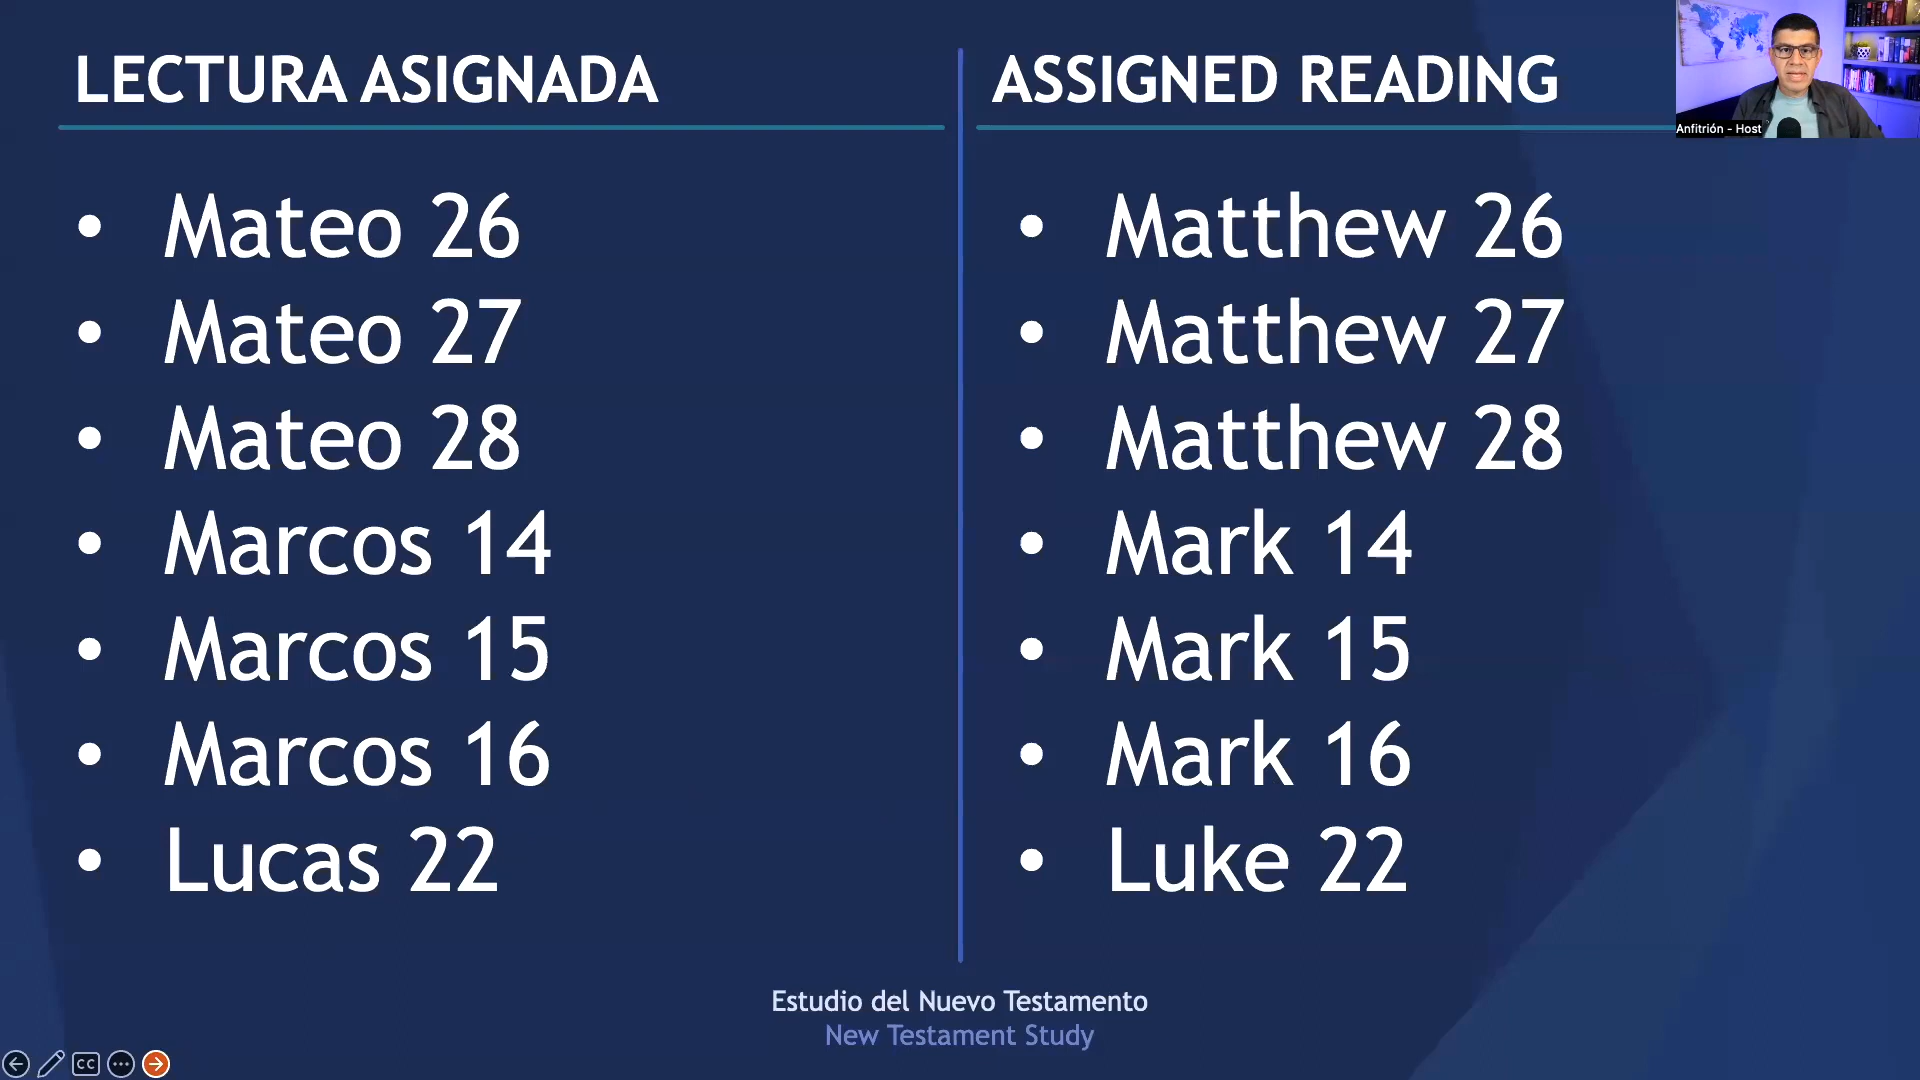 LECTURA ASIGNADA
• Mateo 26
• Mateo 27
• Mateo 28
• Marcos 14
• Marcos 15
• Marcos 16
• Lucas 22
ASSIGNED READING
• Matthew 26
• Matthew 27
• Matthew 28
• Mark 14
• Mark 15
• Mark 16
• Luke 22
Anfitrión - Host
Estudio del Nuevo Testamento
New Testament Study
CC